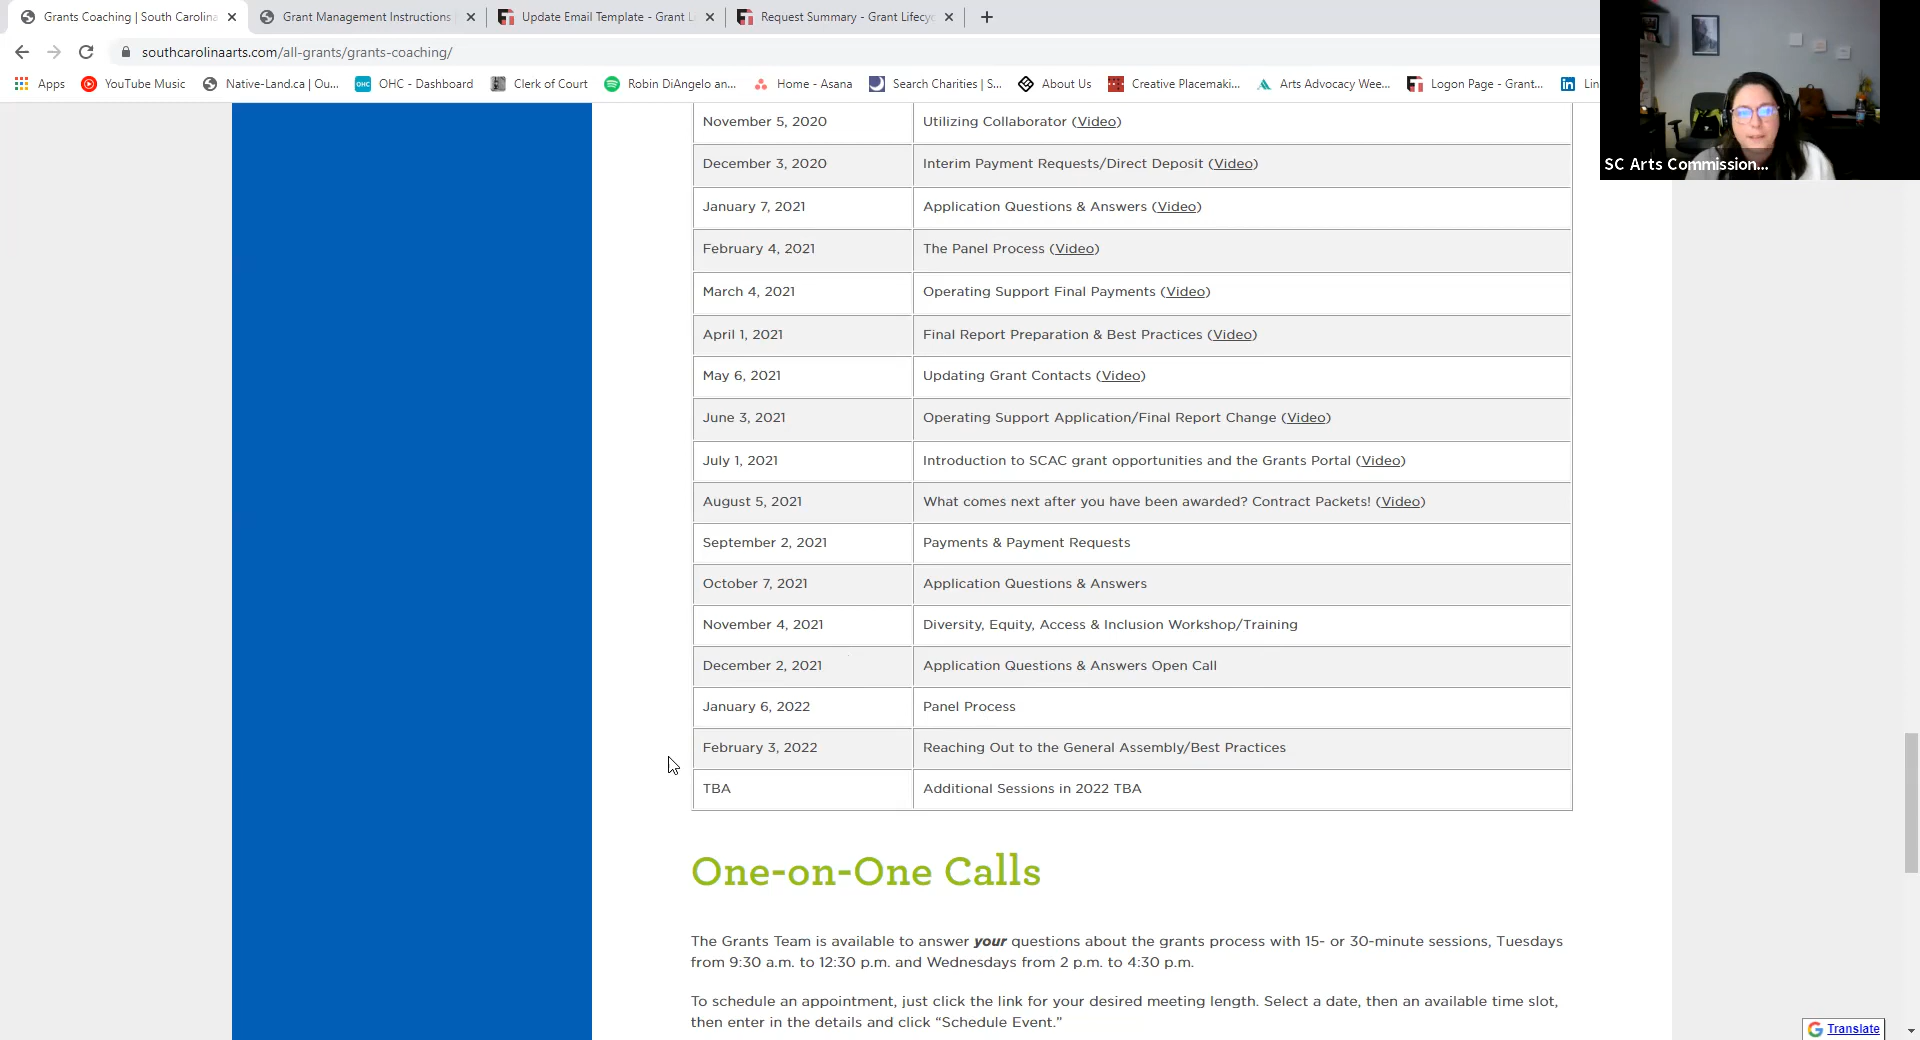 Grants Coaching | South Carolina
Grant Management Instructions
Update Email Template - Grant L
Request Summary - Grant Lifecyc
southcarolinaarts.com/all-grants/grants-coaching/
Apps
YouTube Music
Native-Land.ca | Ou...
OHC - Dashboard
Clerk of Court
Robin DiAngelo an...
Home - Asana
Search Charities | S...
About Us
Creative Placemaki...
Arts Advocacy Wee...
Logon Page - Grant...
Lin
SC Arts Commission...
November 5, 2020 Utilizing Collaborator (Video)
December 3, 2020 Interim Payment Requests/Direct Deposit (Video)
January 7, 2021 Application Questions & Answers (Video)
February 4, 2021 The Panel Process (Video)
March 4, 2021 Operating Support Final Payments (Video)
April 1, 2021 Final Report Preparation & Best Practices (Video)
May 6, 2021 Updating Grant Contacts (Video)
June 3, 2021 Operating Support Application/Final Report Change (Video)
July 1, 2021 Introduction to SCAC grant opportunities and the Grants Portal (Video)
August 5, 2021 What comes next after you have been awarded? Contract Packets! (Video)
September 2, 2021 Payments & Payment Requests
October 7, 2021 Application Questions & Answers
November 4, 2021 Diversity, Equity, Access & Inclusion Workshop/Training
December 2, 2021 Application Questions & Answers Open Call
January 6, 2022 Panel Process
February 3, 2022 Reaching Out to the General Assembly/Best Practices
TBA Additional Sessions in 2022 TBA
One-on-One Calls
The Grants Team is available to answer your questions about the grants process with 15- or 30-minute sessions, Tuesdays
from 9:30 a.m. to 12:30 p.m. and Wednesdays from 2 p.m. to 4:30 p.m.
To schedule an appointment, just click the link for your desired meeting length. Select a date, then an available time slot,
then enter in the details and click “Schedule Event.”
Translate